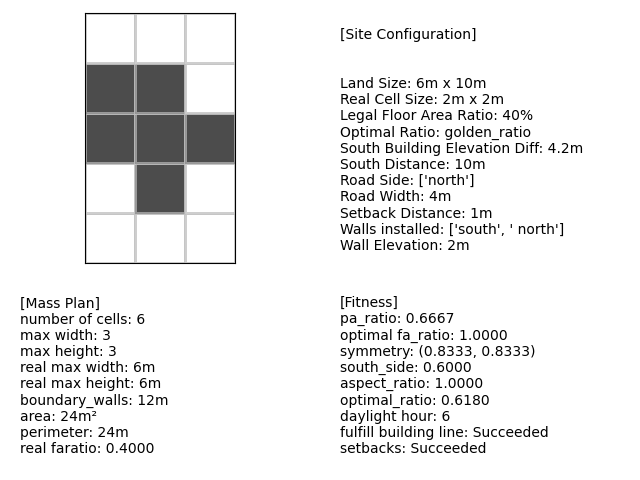 [Site Configuration]
Land Size: 6m x 10m
Real Cell Size: 2m x 2m
Legal Floor Area Ratio: 40%
Optimal Ratio: golden_ratio
South Building Elevation Diff: 4.2m
South Distance: 10m
Road Side: ['north']
Road Width: 4m
Setback Distance: 1m
Walls installed: ['south', ' north']
Wall Elevation: 2m
[Mass Plan]
number of cells: 6
max width: 3
max height: 3
real max width: 6m
real max height: 6m
boundary_walls: 12m
area: 24m²
perimeter: 24m
real faratio: 0.4000
[Fitness]
pa_ratio: 0.6667
optimal fa_ratio: 1.0000
symmetry: (0.8333, 0.8333)
south_side: 0.6000
aspect_ratio: 1.0000
optimal_ratio: 0.6180
daylight hour: 6
fulfill building line: Succeeded
setbacks: Succeeded